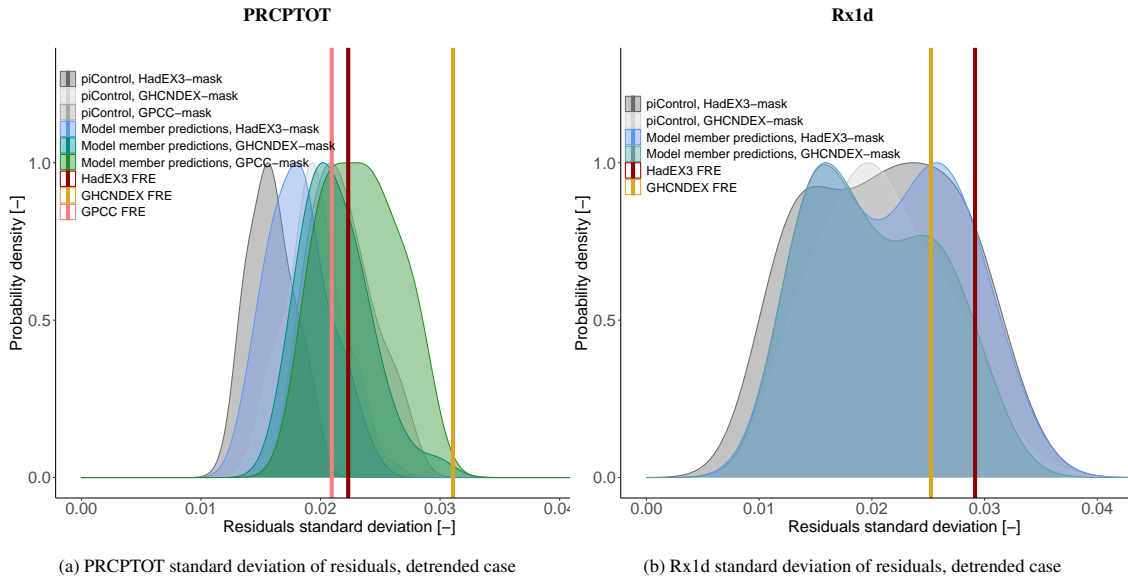 PRCPTOT
Probability density [-]
1.0
0.5
0.0
piControl, HadEX3−mask
piControl, GHCNDEX−mask
piControl, GPCC−mask
Model member predictions, HadEX3−mask
Model member predictions, GHCNDEX−mask
Model member predictions, GPCC−mask
HadEX3 FRE
GHCNDEX FRE
GPCC FRE
0.00 0.01 0.02 0.03 0.04
Residuals standard deviation [-]
(a) PRCPTOT standard deviation of residuals, detrended case
Rx1d
Probability density [-]
1.0
0.5
0.0
piControl, HadEX3−mask
piControl, GHCNDEX−mask
Model member predictions, HadEX3−mask
Model member predictions, GHCNDEX−mask
HadEX3 FRE
GHCNDEX FRE
0.00 0.01 0.02 0.03 0.04
Residuals standard deviation [-]
(b) Rx1d standard deviation of residuals, detrended case